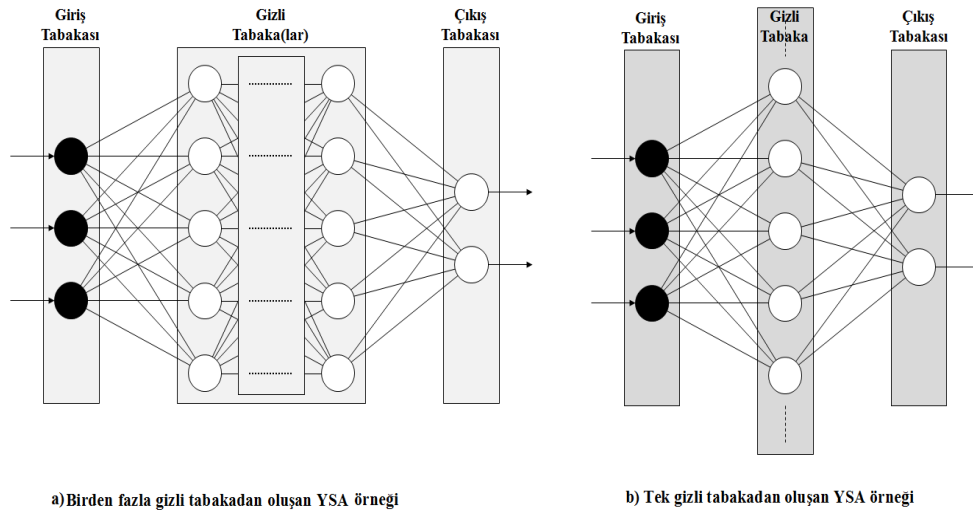 Giriş
Tabakası
Gizli
Tabaka(lar)
Çıkış
Tabakası
a)Birden fazla gizli tabakadan oluşan YSA örneği
Giriş
Tabakası
Gizli
Tabaka
Çıkış
Tabakası
b) Tek gizli tabakadan oluşan YSA örneği